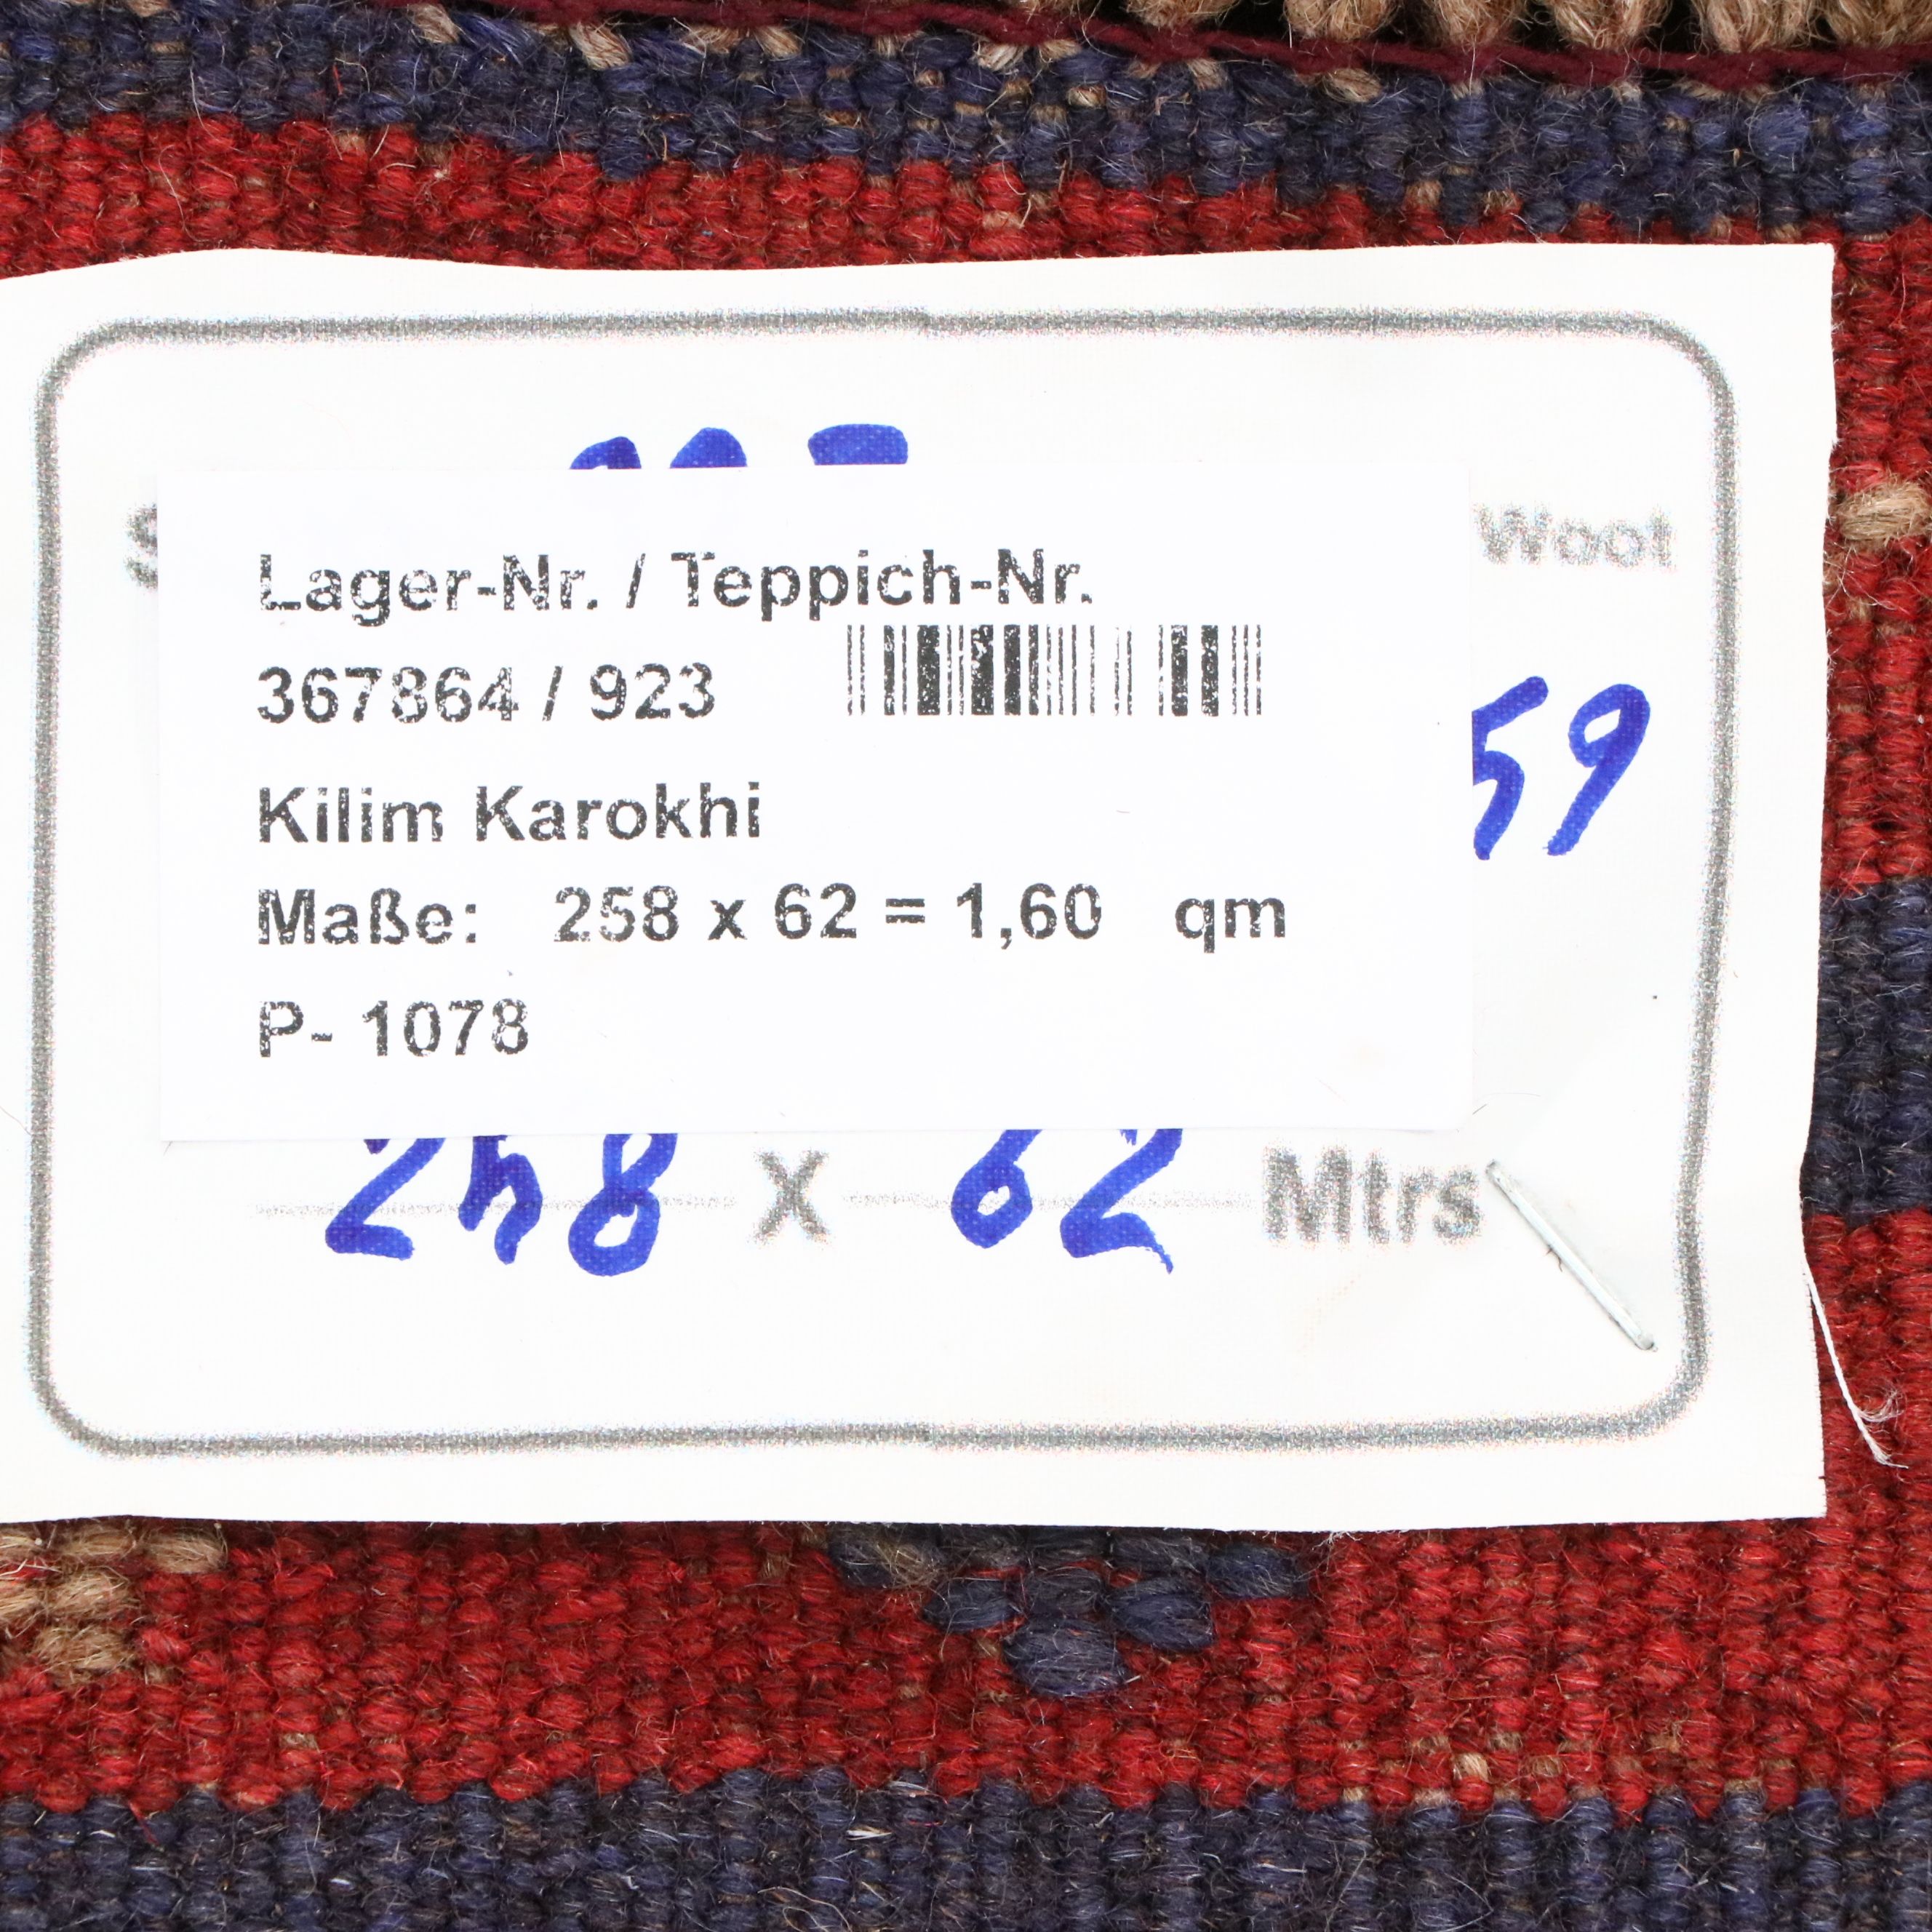 Woot
Lager-Nr. / Teppich-Nr.
367864 / 923
59
Kilim Karokhi
Maße: 258 x 62 = 1,60 qm
P- 1078
258 X 62 Mtrs